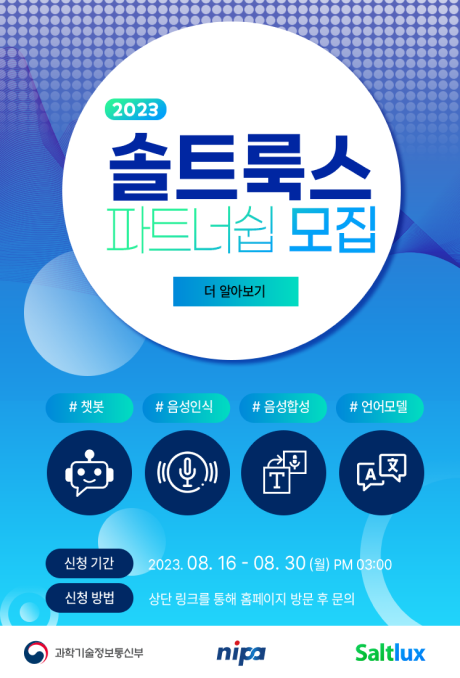 2023
솔트룩스
파트너쉽 모집
더 알아보기
# 챗봇
# 음성인식
# 음성합성
# 언어모델
T
A 文
신청 기간
2023. 08. 16 - 08. 30 (월) PM 03:00
신청 방법
상단 링크를 통해 홈페이지 방문 후 문의
과학기술정보통신부
nipa
Saltlux